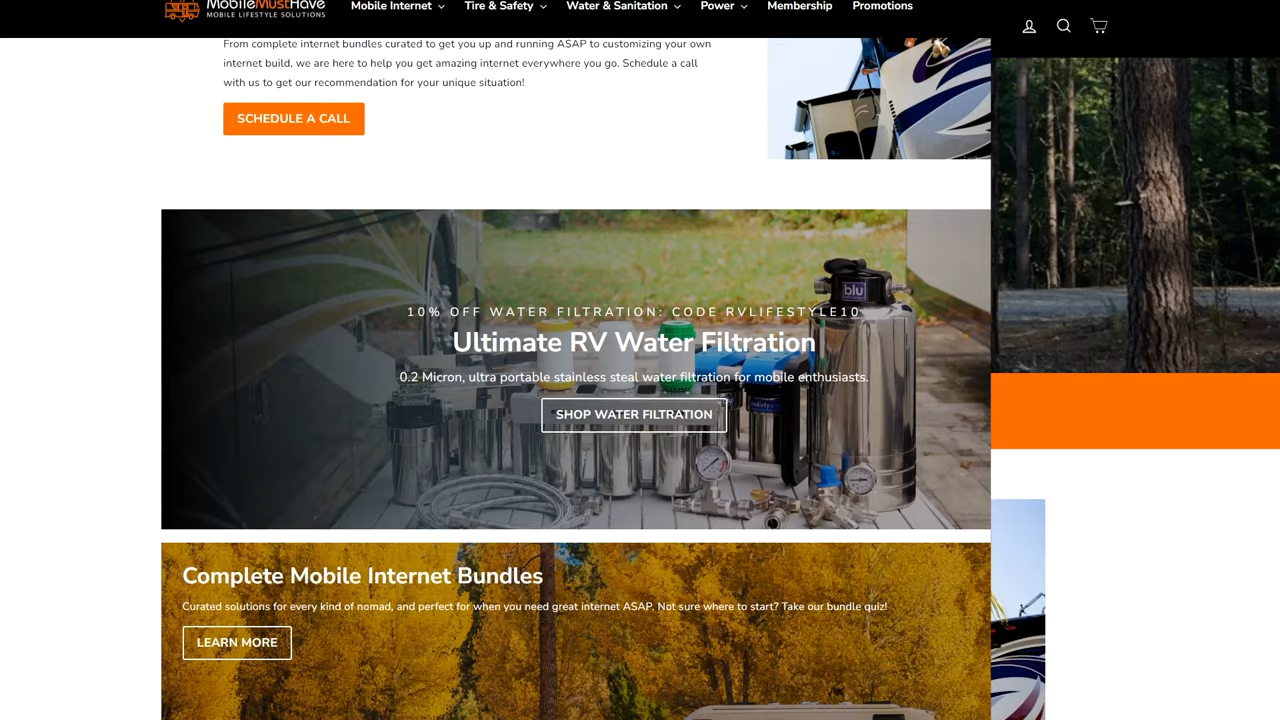 MobileMustHave
MOBILE LIFESTYLE SOLUTIONS
Mobile Internet
Tire & Safety
Water & Sanitation
Power
Membership
Promotions
From complete internet bundles curated to get you up and running ASAP to customizing your own
internet build, we are here to help you get amazing internet everywhere you go. Schedule a call
with us to get our recommendation for your unique situation!
SCHEDULE A CALL
blu
10% OFF WATER FILTRATION: CODE RVLIFESTYLE10
Ultimate RV Water Filtration
0.2 Micron, ultra portable stainless steal water filtration for mobile enthusiasts.
SHOP WATER FILTRATION
Complete Mobile Internet Bundles
Curated solutions for every kind of nomad, and perfect for when you need great internet ASAP. Not sure where to start? Take our bundle quiz!
LEARN MORE